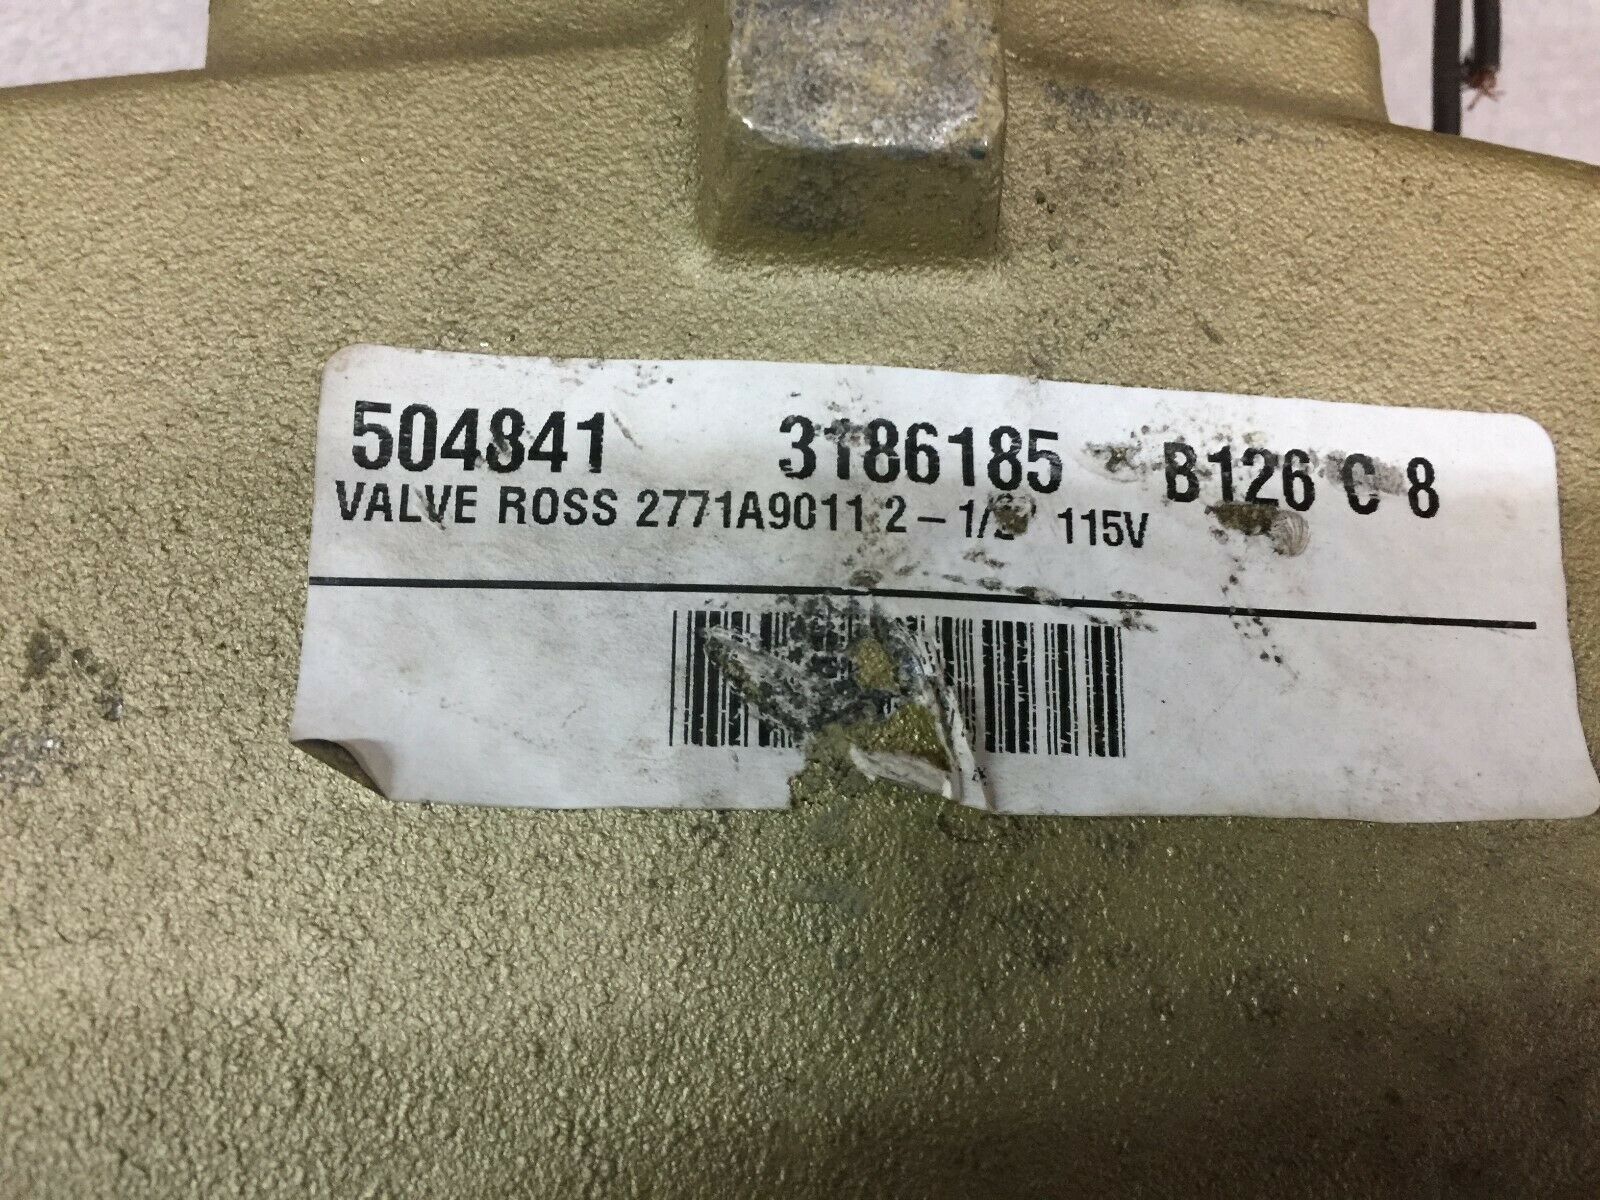 504841 3186185 B126 C 8
VALVE ROSS 2771A9011 2-1/2" 115V